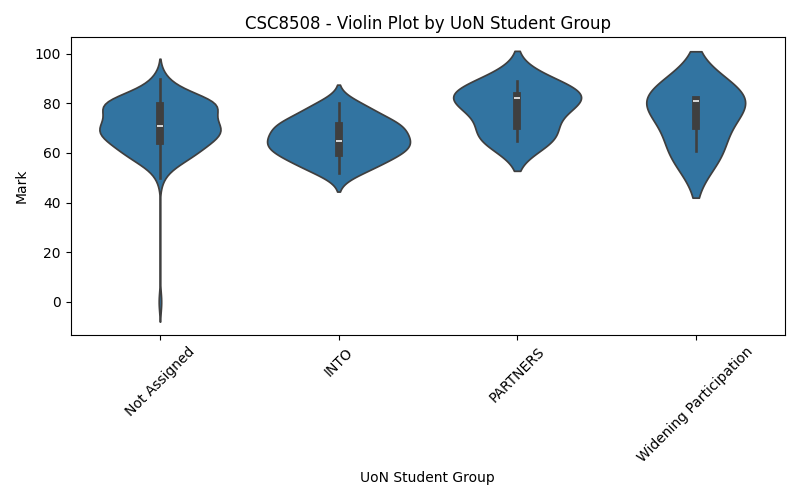 CSC8508 - Violin Plot by UoN Student Group
Mark
100
80
60
40
20
0
Not Assigned
INTO
PARTNERS
Widening Participation
UoN Student Group